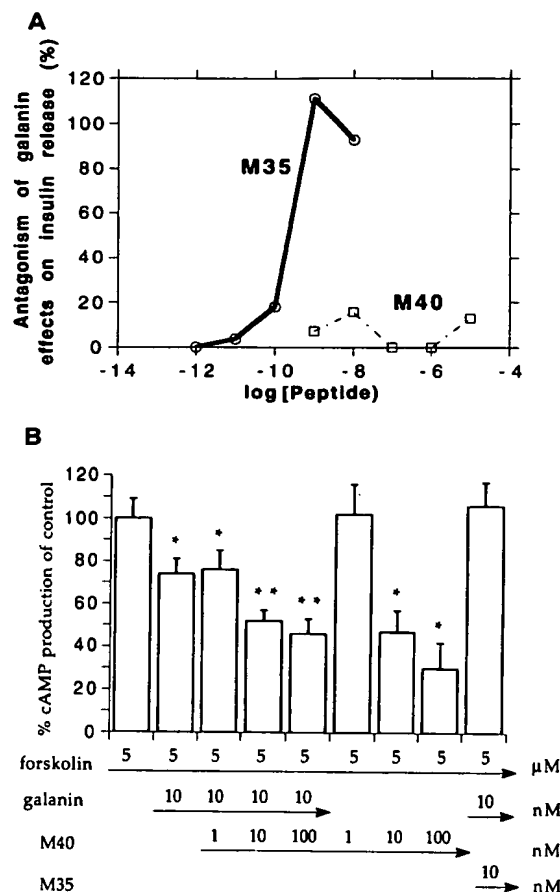 A
Antagonism of galanin
effects on insulin release (%)
120
100
80
60
40
20
0
M35
M40
-14 -12 -10 -8 -6 -4
log[Peptide)
B
% cAMP production of control
120
100
80
60
40
20
0
* * ** ** * *
forskolin 5 5 5 5 5 5 5 5 5 μM
galanin 10 10 10 10 10 nM
M40 1 10 100 1 10 100 nM
M35 10 nM